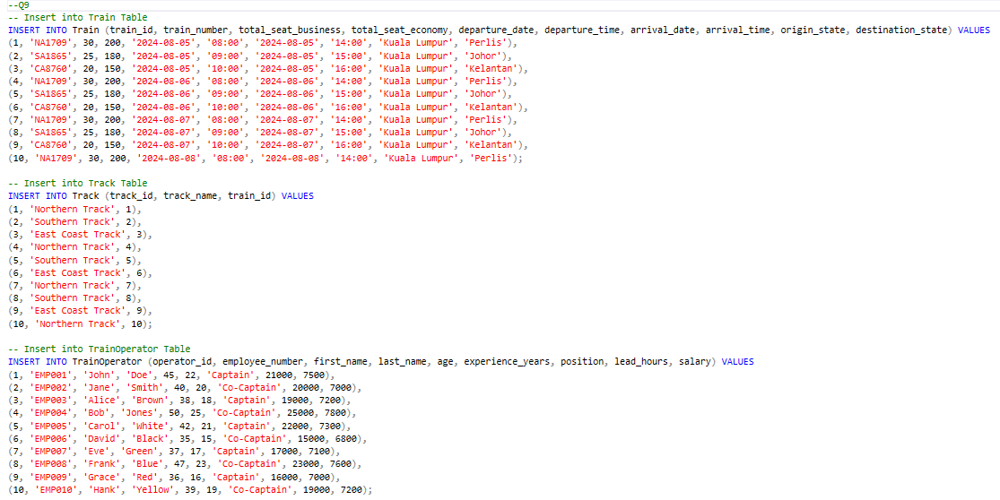 --Q9
-- Insert into Train Table
INSERT INTO Train (train_id, train_number, total_seat_business, total_seat_economy, departure_date, departure_time, arrival_date, arrival_time, origin_state, destination_state) VALUES
(1, 'NA1709', 30, 200, '2024-08-05', '08:00', '2024-08-05', '14:00', 'Kuala Lumpur', 'Perlis'),
(2, 'SA1865', 25, 180, '2024-08-05', '09:00', '2024-08-05', '15:00', 'Kuala Lumpur', 'Johor'),
(3, 'CA8760', 20, 150, '2024-08-05', '10:00', '2024-08-05', '16:00', 'Kuala Lumpur', 'Kelantan'),
(4, 'NA1709', 30, 200, '2024-08-06', '08:00', '2024-08-06', '14:00', 'Kuala Lumpur', 'Perlis'),
(5, 'SA1865', 25, 180, '2024-08-06', '09:00', '2024-08-06', '15:00', 'Kuala Lumpur', 'Johor'),
(6, 'CA8760', 20, 150, '2024-08-06', '10:00', '2024-08-06', '16:00', 'Kuala Lumpur', 'Kelantan'),
(7, 'NA1709', 30, 200, '2024-08-07', '08:00', '2024-08-07', '14:00', 'Kuala Lumpur', 'Perlis'),
(8, 'SA1865', 25, 180, '2024-08-07', '09:00', '2024-08-07', '15:00', 'Kuala Lumpur', 'Johor'),
(9, 'CA8760', 20, 150, '2024-08-07', '10:00', '2024-08-07', '16:00', 'Kuala Lumpur', 'Kelantan'),
(10, 'NA1709', 30, 200, '2024-08-08', '08:00', '2024-08-08', '14:00', 'Kuala Lumpur', 'Perlis');
-- Insert into Track Table
INSERT INTO Track (track_id, track_name, train_id) VALUES
(1, 'Northern Track', 1),
(2, 'Southern Track', 2),
(3, 'East Coast Track', 3),
(4, 'Northern Track', 4),
(5, 'Southern Track', 5),
(6, 'East Coast Track', 6),
(7, 'Northern Track', 7),
(8, 'Southern Track', 8),
(9, 'East Coast Track', 9),
(10, 'Northern Track', 10);
-- Insert into TrainOperator Table
INSERT INTO TrainOperator (operator_id, employee_number, first_name, last_name, age, experience_years, position, lead_hours, salary) VALUES
(1, 'EMP001', 'John', 'Doe', 45, 22, 'Captain', 21000, 7500),
(2, 'EMP002', 'Jane', 'Smith', 40, 20, 'Co-Captain', 20000, 7000),
(3, 'EMP003', 'Alice', 'Brown', 38, 18, 'Captain', 19000, 7200),
(4, 'EMP004', 'Bob', 'Jones', 50, 25, 'Co-Captain', 25000, 7800),
(5, 'EMP005', 'Carol', 'White', 42, 21, 'Captain', 22000, 7300),
(6, 'EMP006', 'David', 'Black', 35, 15, 'Co-Captain', 15000, 6800),
(7, 'EMP007', 'Eve', 'Green', 37, 17, 'Captain', 17000, 7100),
(8, 'EMP008', 'Frank', 'Blue', 47, 23, 'Co-Captain', 23000, 7600),
(9, 'EMP009', 'Grace', 'Red', 36, 16, 'Captain', 16000, 7000),
(10, 'EMP010', 'Hank', 'Yellow', 39, 19, 'Co-Captain', 19000, 7200);